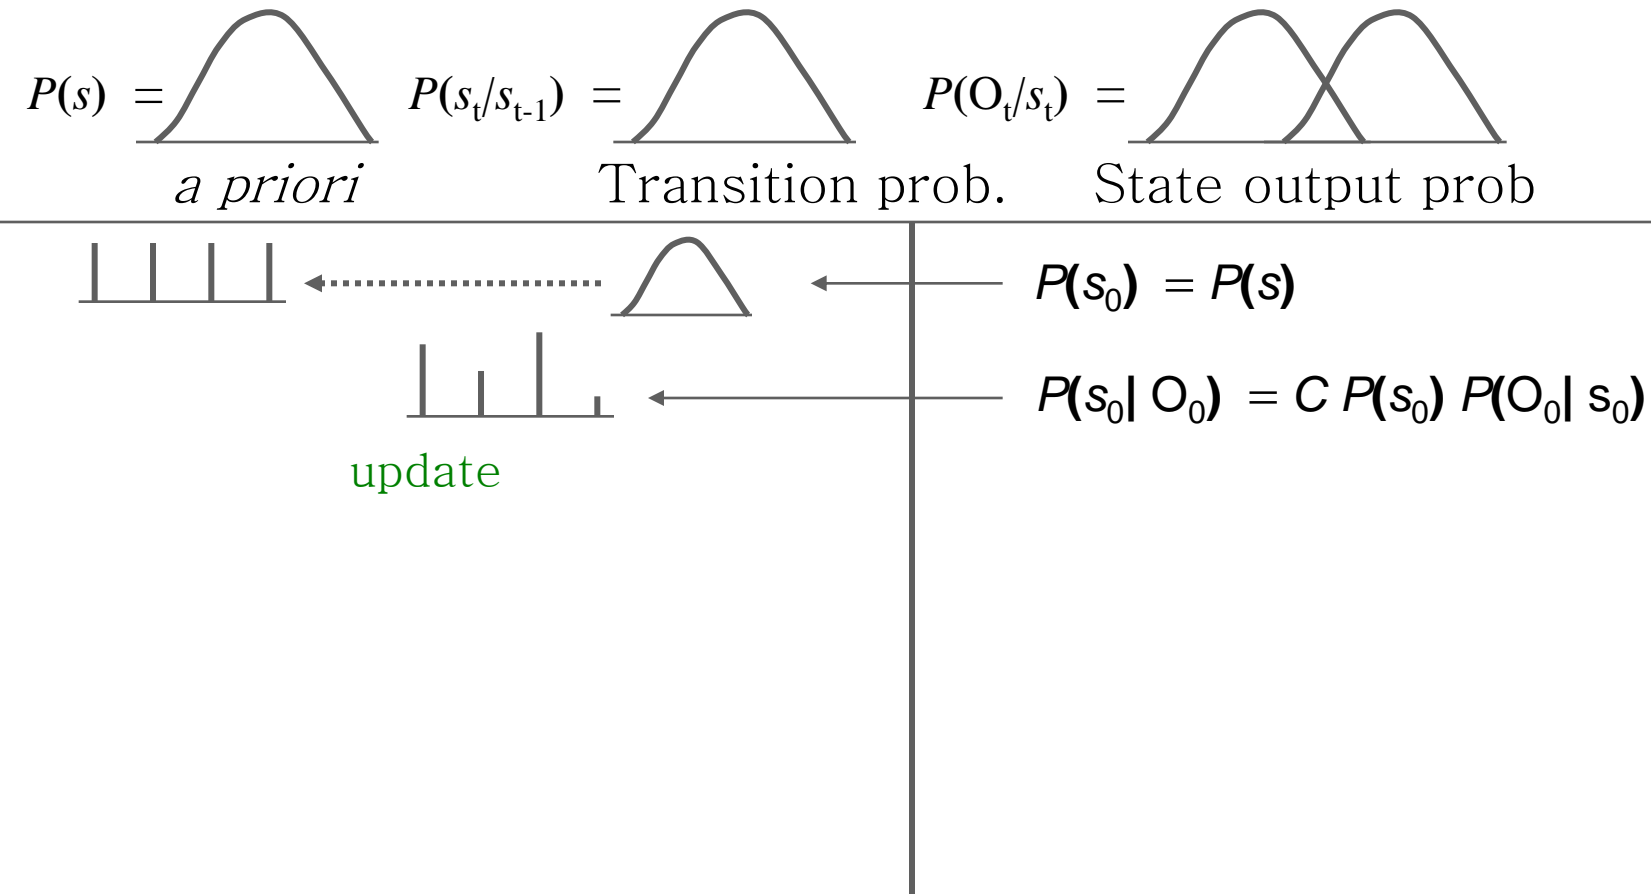 P(s) = P(sₜ/sₜ₋₁) = P(Oₜ/sₜ) =
a priori Transition prob. State output prob
P(s₀) = P(s)
P(s₀| O₀) = C P(s₀) P(O₀| s₀)
update